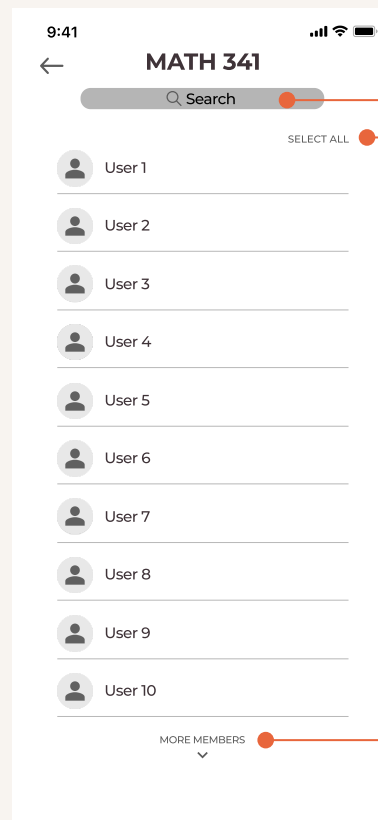 9:41
MATH 341
Search
SELECT ALL
User 1
User 2
User 3
User 4
User 5
User 6
User 7
User 8
User 9
User 10
MORE MEMBERS